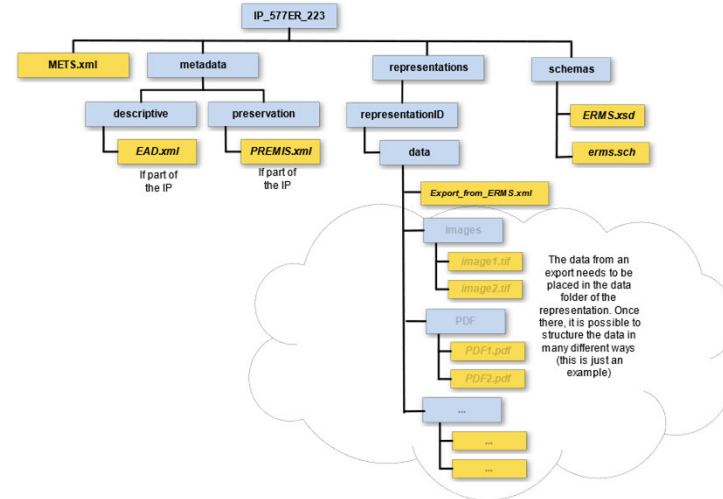 IP_577ER_223
METS.xml
metadata
representations
schemas
descriptive
preservation
representationID
ERMS.xsd
EAD.xml
PREMIS.xml
data
erms.sch
If part of
the IP
If part of
the IP
Export_from_ERMS.xml
images
image1.tif
image2.tif
The data from an
export needs to be
placed in the data
folder of the
representation. Once
there, it is possible to
structure the data in
many different ways
(this is just an
example)
PDF
PDF1.pdf
PDF2.pdf
...
...
...